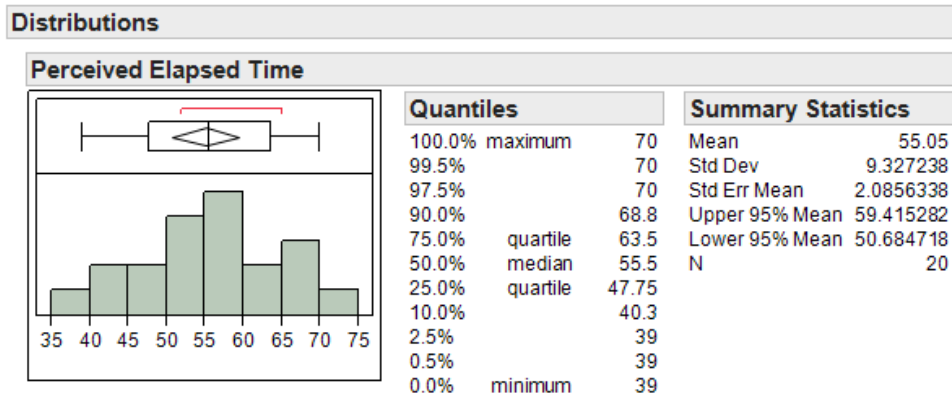 Distributions
Perceived Elapsed Time
35 40 45 50 55 60 65 70 75
Quantiles
100.0% maximum 70
99.5% 70
97.5% 70
90.0% 68.8
75.0% quartile 63.5
50.0% median 55.5
25.0% quartile 47.75
10.0% 40.3
2.5% 39
0.5% 39
0.0% minimum 39
Summary Statistics
Mean 55.05
Std Dev 9.327238
Std Err Mean 2.0856338
Upper 95% Mean 59.415282
Lower 95% Mean 50.684718
N 20